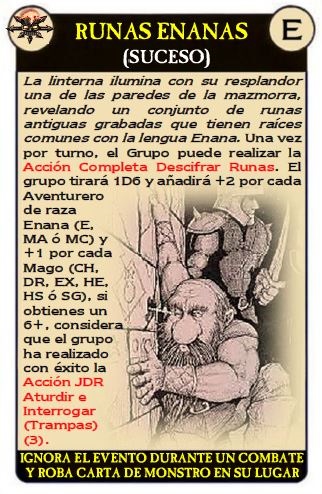 RUNAS ENANAS
(SUCESO)
E
La linterna ilumina con su resplandor
una de las paredes de la mazmorra,
revelando un conjunto de runas
antiguas grabadas que tienen raíces
comunes con la lengua Enana. Una vez
por turno, el Grupo puede realizar la
Acción Completa Descifrar Runas. El
grupo tirará 1D6 y añadirá +2 por cada
Aventurero
de raza
Enana (E,
MA ó MC) y
+1 por cada
Mago (CH,
DR, EX, HE,
HS ó SG), si
obtienes un
6+, considera
que el grupo
ha realizado
con éxito la
Acción JDR
Aturdir e
Interrogar
(Trampas)
(3).
IGNORA EL EVENTO DURANTE UN COMBATE
Y ROBA CARTA DE MONSTRO EN SU LUGAR